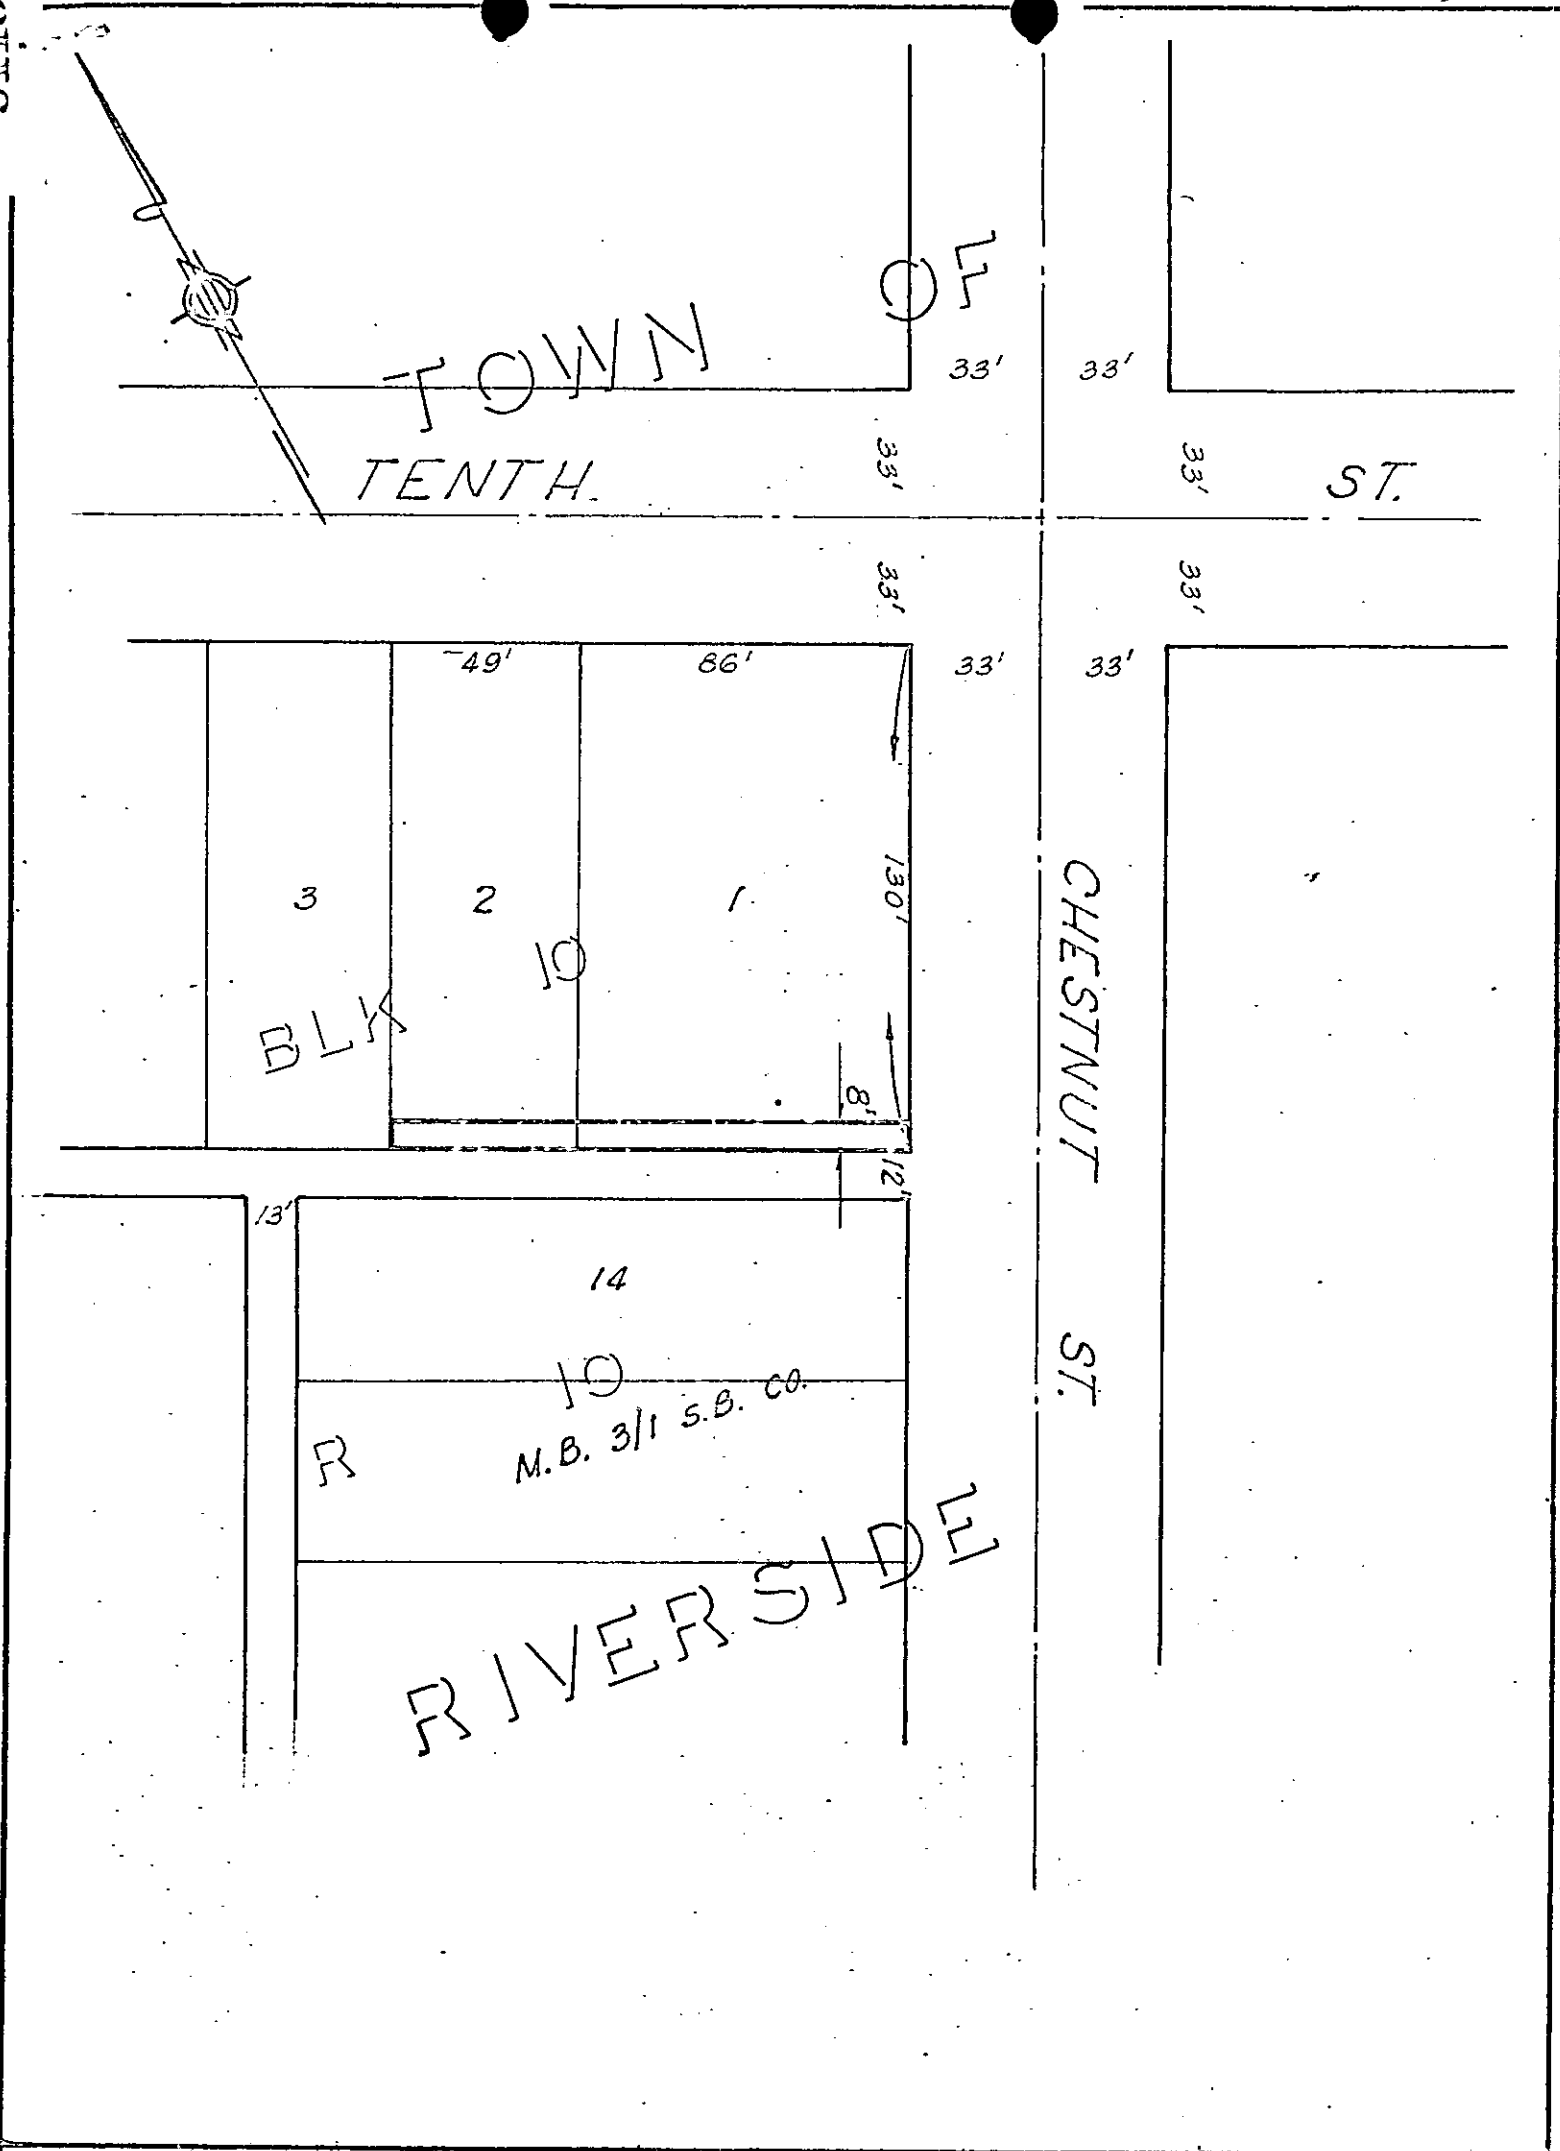 TOWN OF
33' 33'
33' 33'
TENTH ST.
33' 33'
49' 86' 33' 33'
130'
3 2 1
10
BLK
CHESTNUT ST.
8'
12'
13'
14
10
M.B. 3/1 S.B. CO.
R
RIVERSIDE